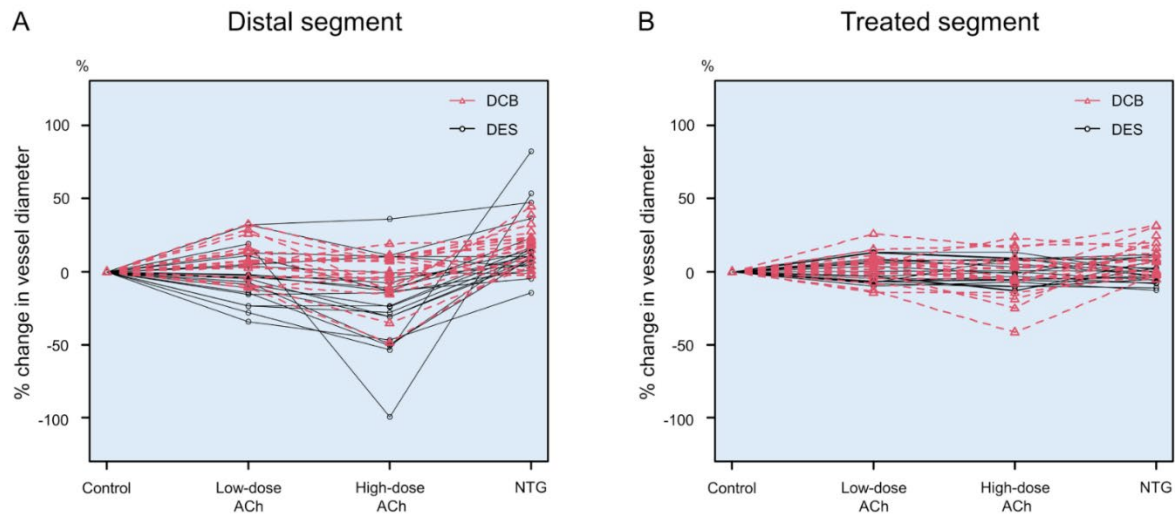 A
Distal segment
%
DCB
DES
100
50
0
-50
-100
% change in vessel diameter
Control
Low-dose
ACh
High-dose
ACh
NTG
B
Treated segment
%
DCB
DES
100
50
0
-50
-100
% change in vessel diameter
Control
Low-dose
ACh
High-dose
ACh
NTG